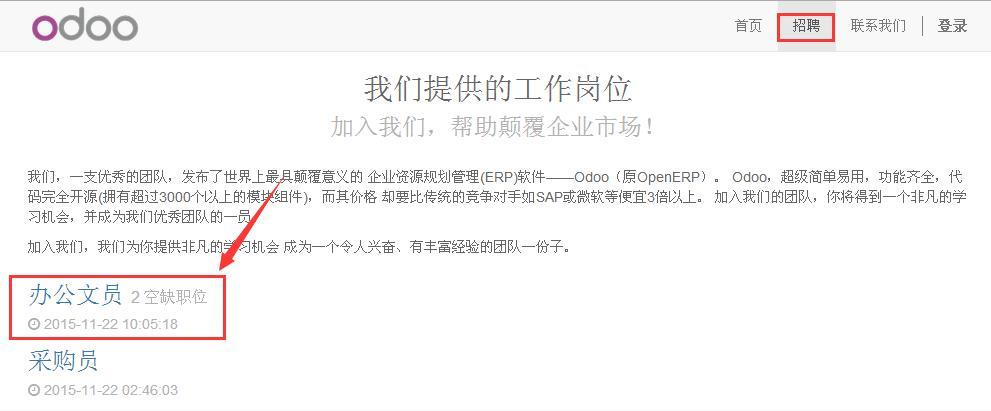 odoo
首页 招聘 联系我们 登录
我们提供的工作岗位
加入我们，帮助颠覆企业市场！
我们，一支优秀的团队，发布了世界上最具颠覆意义的 企业资源规划管理(ERP)软件——Odoo（原OpenERP）。 Odoo，超级简单易用，功能齐全，代
码完全开源(拥有超过3000个以上的模块组件)，而其价格 却要比传统的竞争对手如SAP或微软等便宜3倍以上。 加入我们的团队，你将得到一个非凡的学
习机会，并成为我们优秀团队的一员
加入我们，我们为你提供非凡的学习机会 成为一个令人兴奋、有丰富经验的团队一份子。
办公文员 2 空缺职位
2015-11-22 10:05:18
采购员
2015-11-22 02:46:03